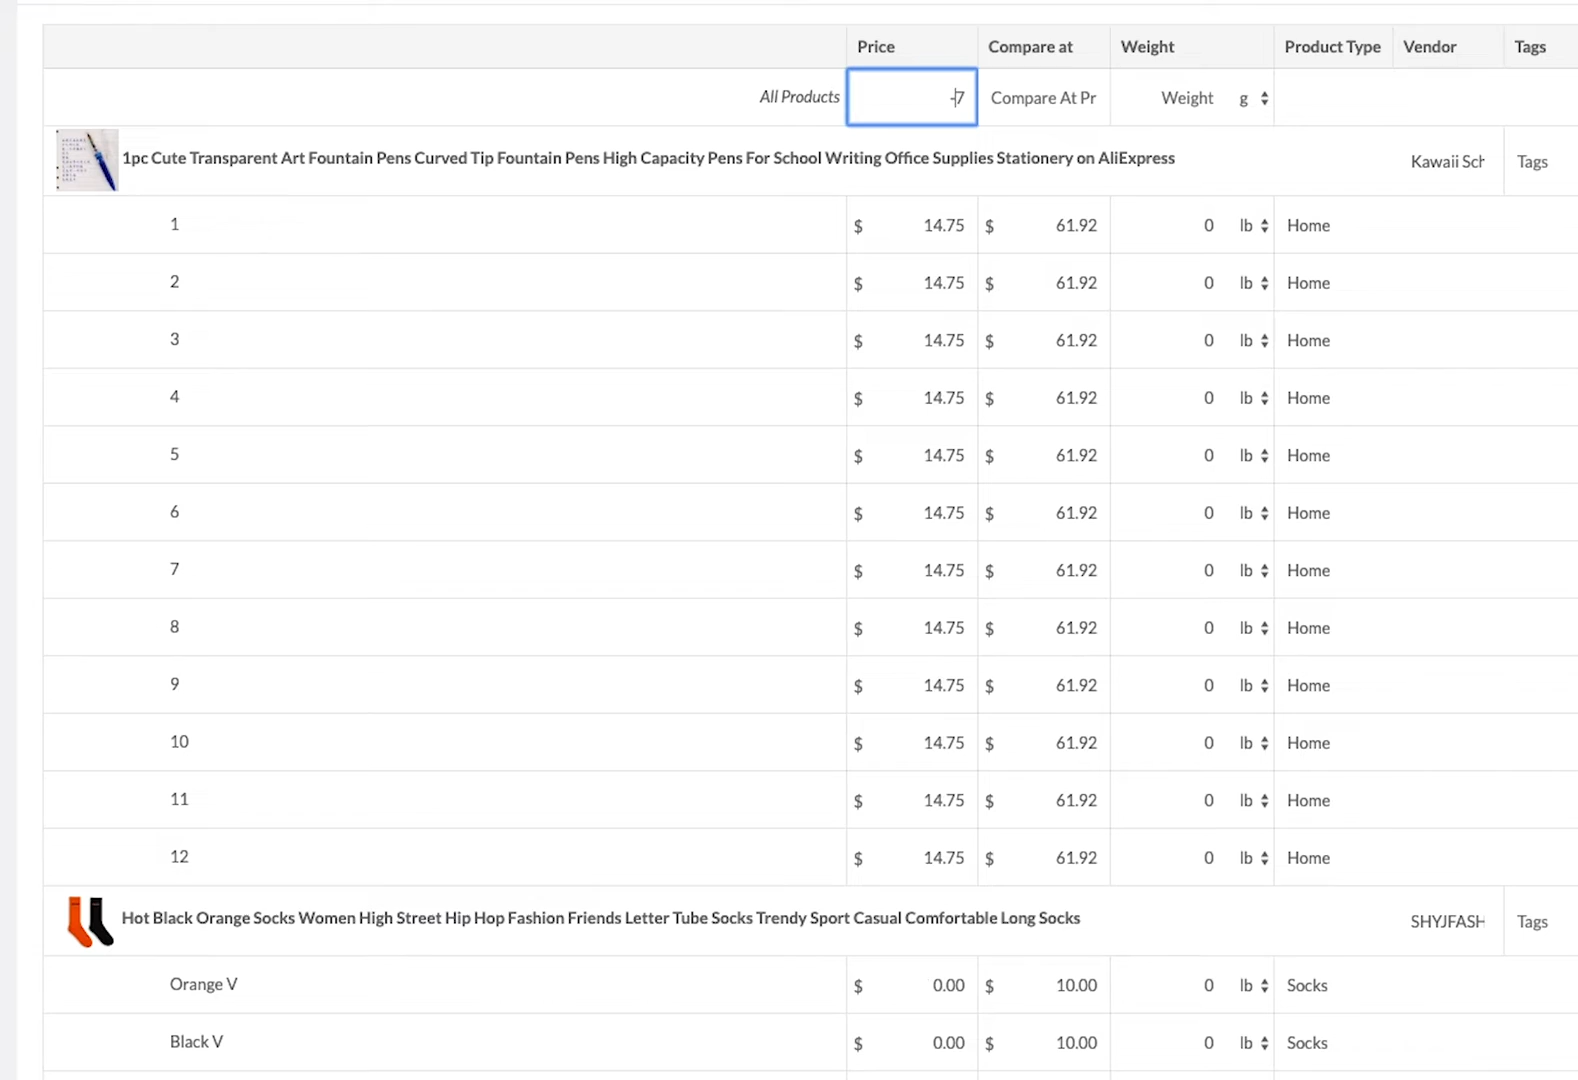 Price Compare at Weight Product Type Vendor Tags
All Products -7 Compare At Pr Weight g
1pc Cute Transparent Art Fountain Pens Curved Tip Fountain Pens High Capacity Pens For School Writing Office Supplies Stationery on AliExpress Kawaii Sch Tags
1 $ 14.75 $ 61.92 0 lb Home
2 $ 14.75 $ 61.92 0 lb Home
3 $ 14.75 $ 61.92 0 lb Home
4 $ 14.75 $ 61.92 0 lb Home
5 $ 14.75 $ 61.92 0 lb Home
6 $ 14.75 $ 61.92 0 lb Home
7 $ 14.75 $ 61.92 0 lb Home
8 $ 14.75 $ 61.92 0 lb Home
9 $ 14.75 $ 61.92 0 lb Home
10 $ 14.75 $ 61.92 0 lb Home
11 $ 14.75 $ 61.92 0 lb Home
12 $ 14.75 $ 61.92 0 lb Home
Hot Black Orange Socks Women High Street Hip Hop Fashion Friends Letter Tube Socks Trendy Sport Casual Comfortable Long Socks SHYJFASH Tags
Orange V $ 0.00 $ 10.00 0 lb Socks
Black V $ 0.00 $ 10.00 0 lb Socks